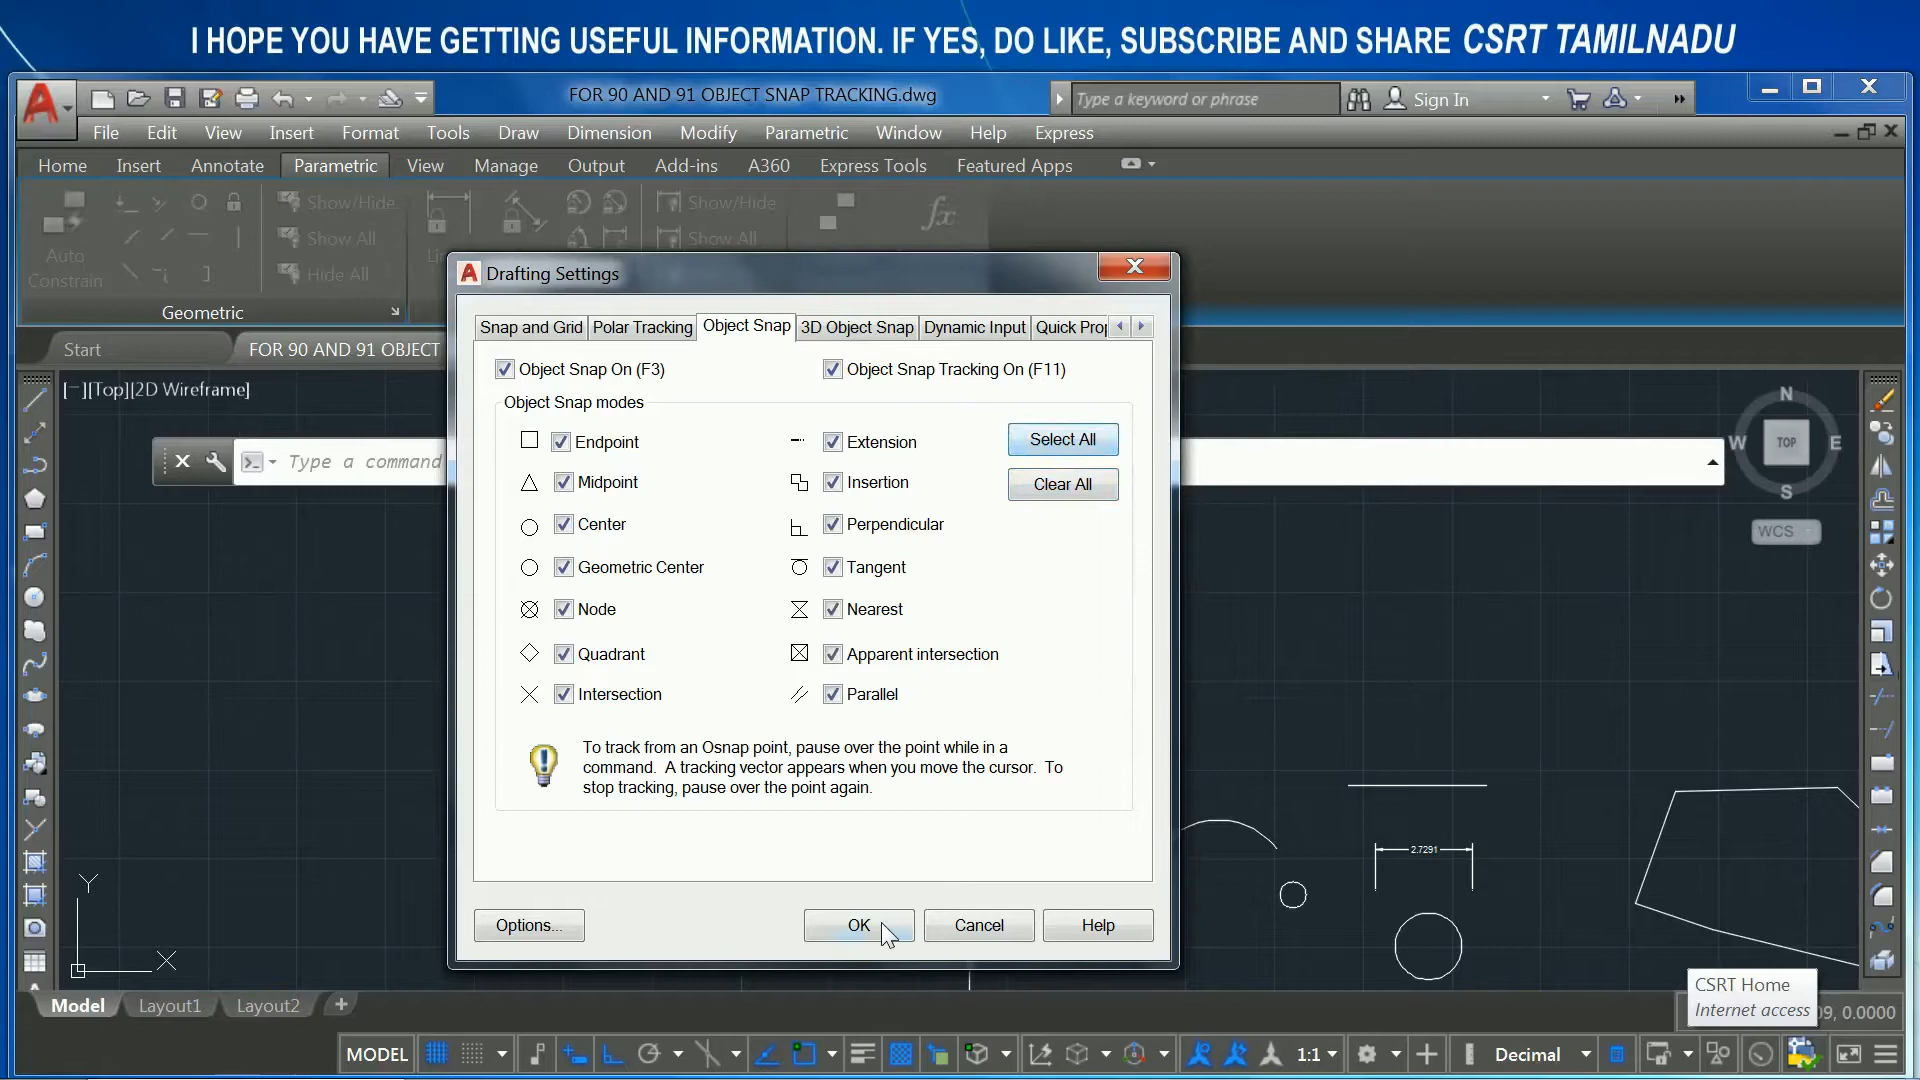 I HOPE YOU HAVE GETTING USEFUL INFORMATION. IF YES, DO LIKE, SUBSCRIBE AND SHARE CSRT TAMILNADU
FOR 90 AND 91 OBJECT SNAP TRACKING.dwg
Type a keyword or phrase
Sign In
File Edit View Insert Format Tools Draw Dimension Modify Parametric Window Help Express
Home Insert Annotate Parametric View Manage Output Add-ins A360 Express Tools Featured Apps
Show/Hide
Show/Hide
Show All
Show All
Auto
Constrain
Hide All
Geometric
Start
FOR 90 AND 91 OBJECT
[−][Top][2D Wireframe]
Type a command
Drafting Settings
Snap and Grid Polar Tracking Object Snap 3D Object Snap Dynamic Input Quick Prop
Object Snap On (F3)
Object Snap Tracking On (F11)
Object Snap modes
Endpoint
Extension
Select All
Midpoint
Insertion
Clear All
Center
Perpendicular
Geometric Center
Tangent
Node
Nearest
Quadrant
Apparent intersection
Intersection
Parallel
To track from an Osnap point, pause over the point while in a
command. A tracking vector appears when you move the cursor. To
stop tracking, pause over the point again.
Options...
OK
Cancel
Help
N
W TOP E
S
WCS
2.7291
Y
X
CSRT Home
Internet access
09, 0.0000
Model Layout1 Layout2
MODEL
1:1
Decimal